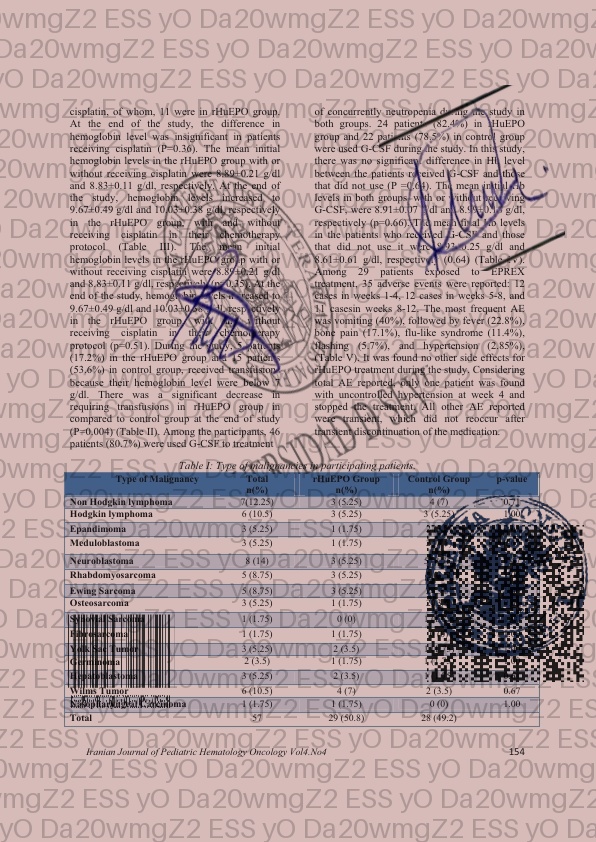 cisplatin, of whom, 11 were in rHuEPO group.
At the end of the study, the difference in
hemoglobin level was insignificant in patients
receiving cisplatin (P=0.36). The mean initial
hemoglobin levels in the rHuEPO group with or
without receiving cisplatin were 8.89±0.21 g/dl
and 8.83±0.11 g/dl, respectively. At the end of
the study, hemoglobin levels increased to
9.67±0.49 g/dl and 10.03±0.38 g/dl, respectively
in the rHuEPO group with and without
receiving cisplatin in their chemotherapy
protocol (Table III). The mean initial
hemoglobin levels in the rHuEPO group with or
without receiving cisplatin were 8.89±0.21 g/dl
and 8.83±0.11 g/dl, respectively (p=0.35). At the
end of the study, hemoglobin levels increased to
9.67±0.49 g/dl and 10.03±0.38 g/dl, respectively
in the rHuEPO group with or without
receiving cisplatin in their chemotherapy
protocol (p=0.51). During the study, 5 patients
(17.2%) in the rHuEPO group and 15 patients
(53.6%) in control group, received transfusion
because their hemoglobin level were below 7
g/dl. There was a significant decrease in
requiring transfusions in rHuEPO group in
compared to control group at the end of study
(P=0,004) (Table II). Among the participants, 46
patients (80.7%) were used G-CSF to treatment
of concurrently neutropenia during the study in
both groups. 24 patients (82.4%) in HuEPO
group and 22 patients (78.5%) in control group
were used G-CSF during the study. In this study,
there was no significant difference in Hb level
between the patients received G-CSF and those
that did not use (P =0.64). The mean initial Hb
levels in both groups with or without receiving
G-CSF, were 8.91±0.07 g/dl and 8.99± g/dl,
respectively (p=0.66). The mean final Hb levels
in the patients who received G-CSF and those
that did not use it were ±0.25 g/dl and
8.61±0.61 g/dl, respectively (0,64) (Table IV).
Among 29 patients exposed to EPREX
treatment, 35 adverse events were reported: 12
cases in weeks 1-4, 12 cases in weeks 5-8, and
11 casesin weeks 8-12. The most frequent AE
was vomiting (40%), followed by fever (22.8%),
bone pain (17.1%), flu-like syndrome (11.4%),
flashing (5.7%), and hypertension (2,85%),
(Table V). It was found no other side effects for
rHuEPO treatment during the study. Considering
total AE reported, only one patient was found
with uncontrolled hypertension at week 4 and
stopped the treatment. All other AE reported
were transient, which did not reoccur after
transient discontinuation of the medication.
Table I: Type of malignancies in participating patients.
Type of Malignancy Total n(%) rHuEPO Group n(%) Control Group n(%) p-value
Non Hodgkin lymphoma 7(12.25) 3 (5.25) 4 (7) 0.71
Hodgkin lymphoma 6 (10.5) 3 (5.25) 3 (5.25) 1.00
Epandimoma 3 (5.25) 1 (1.75)
Meduloblastoma 3 (5.25) 1 (1.75)
Neuroblastoma 8 (14) 3 (5.25)
Rhabdomyosarcoma 5 (8.75) 3 (5.25)
Ewing Sarcoma 5 (8.75) 3 (5.25)
Osteosarcoma 3 (5.25) 1 (1.75)
Synovial Sarcoma 1 (1.75) 0 (0)
Fibrosarcoma 1 (1.75) 1 (1.75)
Yolk Sac Tumor 3 (5.25) 2 (3.5)
Germinoma 2 (3.5) 1 (1.75)
Hepatoblastoma 3 (5.25) 2 (3.5)
Wilms Tumor 6 (10.5) 4 (7) 2 (3.5) 0.67
Nasopharyngeal Carcinoma 1 (1.75) 1 (1.75) 0 (0) 1.00
Total 57 29 (50.8) 28 (49.2)
Iranian Journal of Pediatric Hematology Oncology Vol4.No4 154